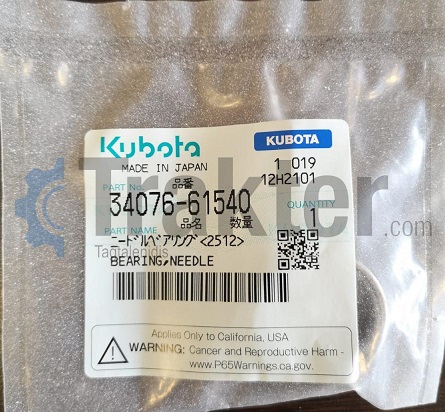 Kubota
KUBOTA
MADE IN JAPAN
1 019
12H2101
PART No.
品番
34076-61540
品名 数量
QUANTITY
PART NAME
1
ニードルベアリング<2512>
BEARING,NEEDLE
Trakter.com
Tagtalendis
Applies Only to California, USA
WARNING: Cancer and Reproductive Harm -
www.P65Warnings.ca.gov.